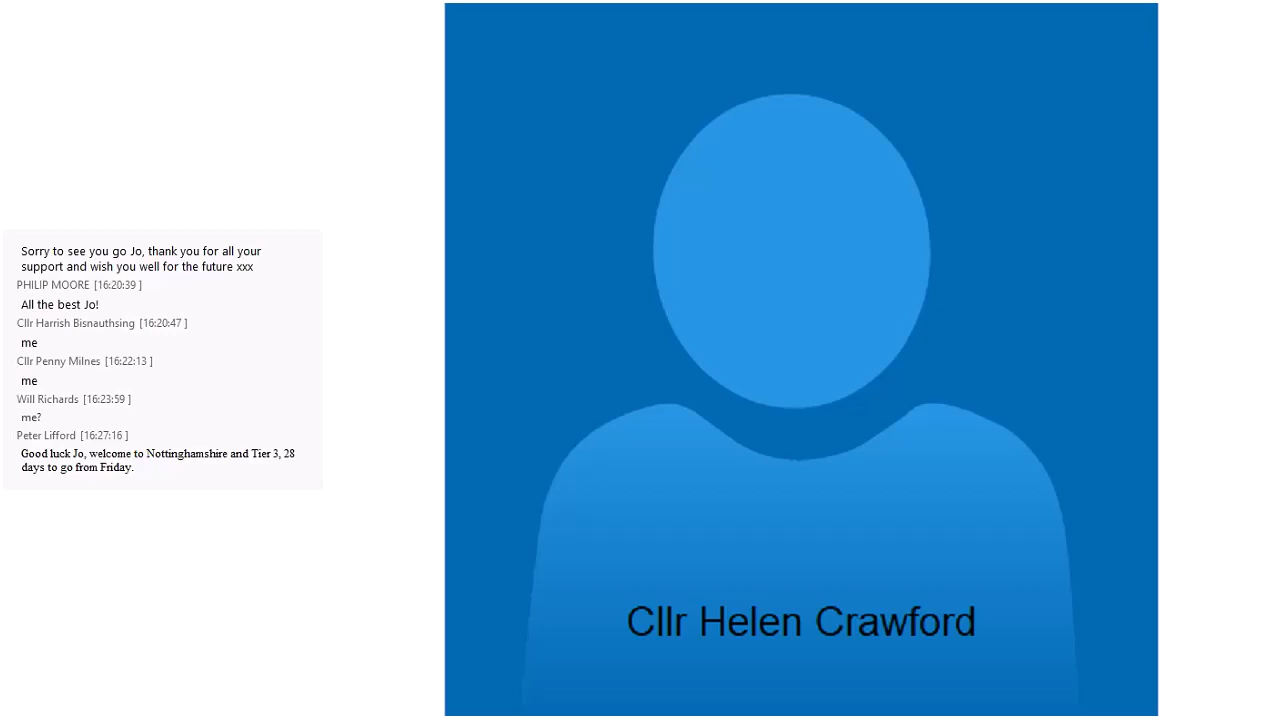 Sorry to see you go Jo, thank you for all your
support and wish you well for the future xxx
PHILIP MOORE [16:20:39 ]
All the best Jo!
Cllr Harrish Bisnauthsing [16:20:47 ]
me
Cllr Penny Milnes [16:22:13 ]
me
Will Richards [16:23:59 ]
me?
Peter Lifford [16:27:16 ]
Good luck Jo, welcome to Nottinghamshire and Tier 3, 28
days to go from Friday.
Cllr Helen Crawford